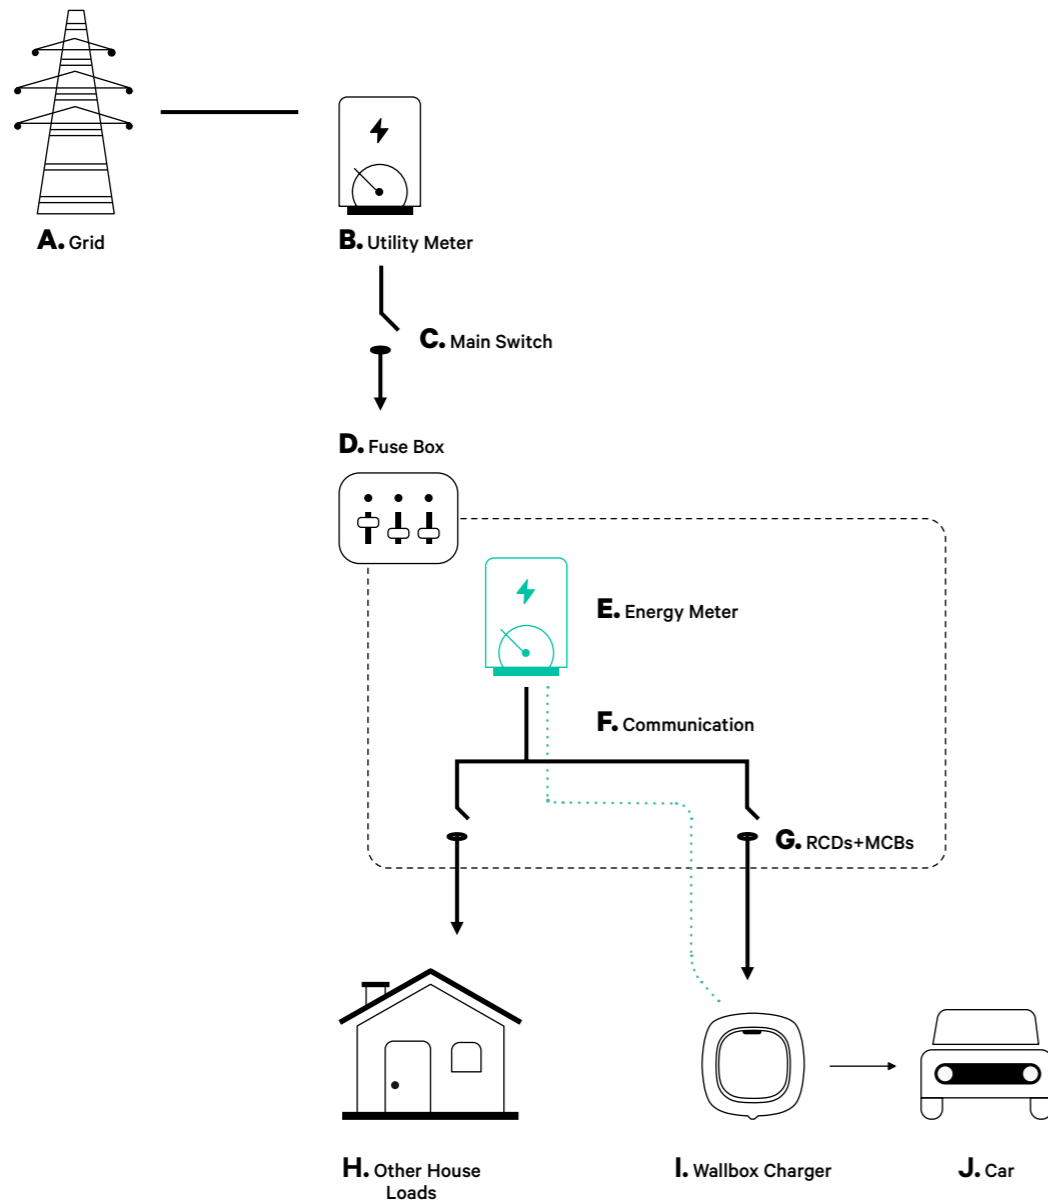 A. Grid
B. Utility Meter
C. Main Switch
D. Fuse Box
E. Energy Meter
F. Communication
G. RCDs+MCBs
H. Other House
Loads
I. Wallbox Charger
J. Car